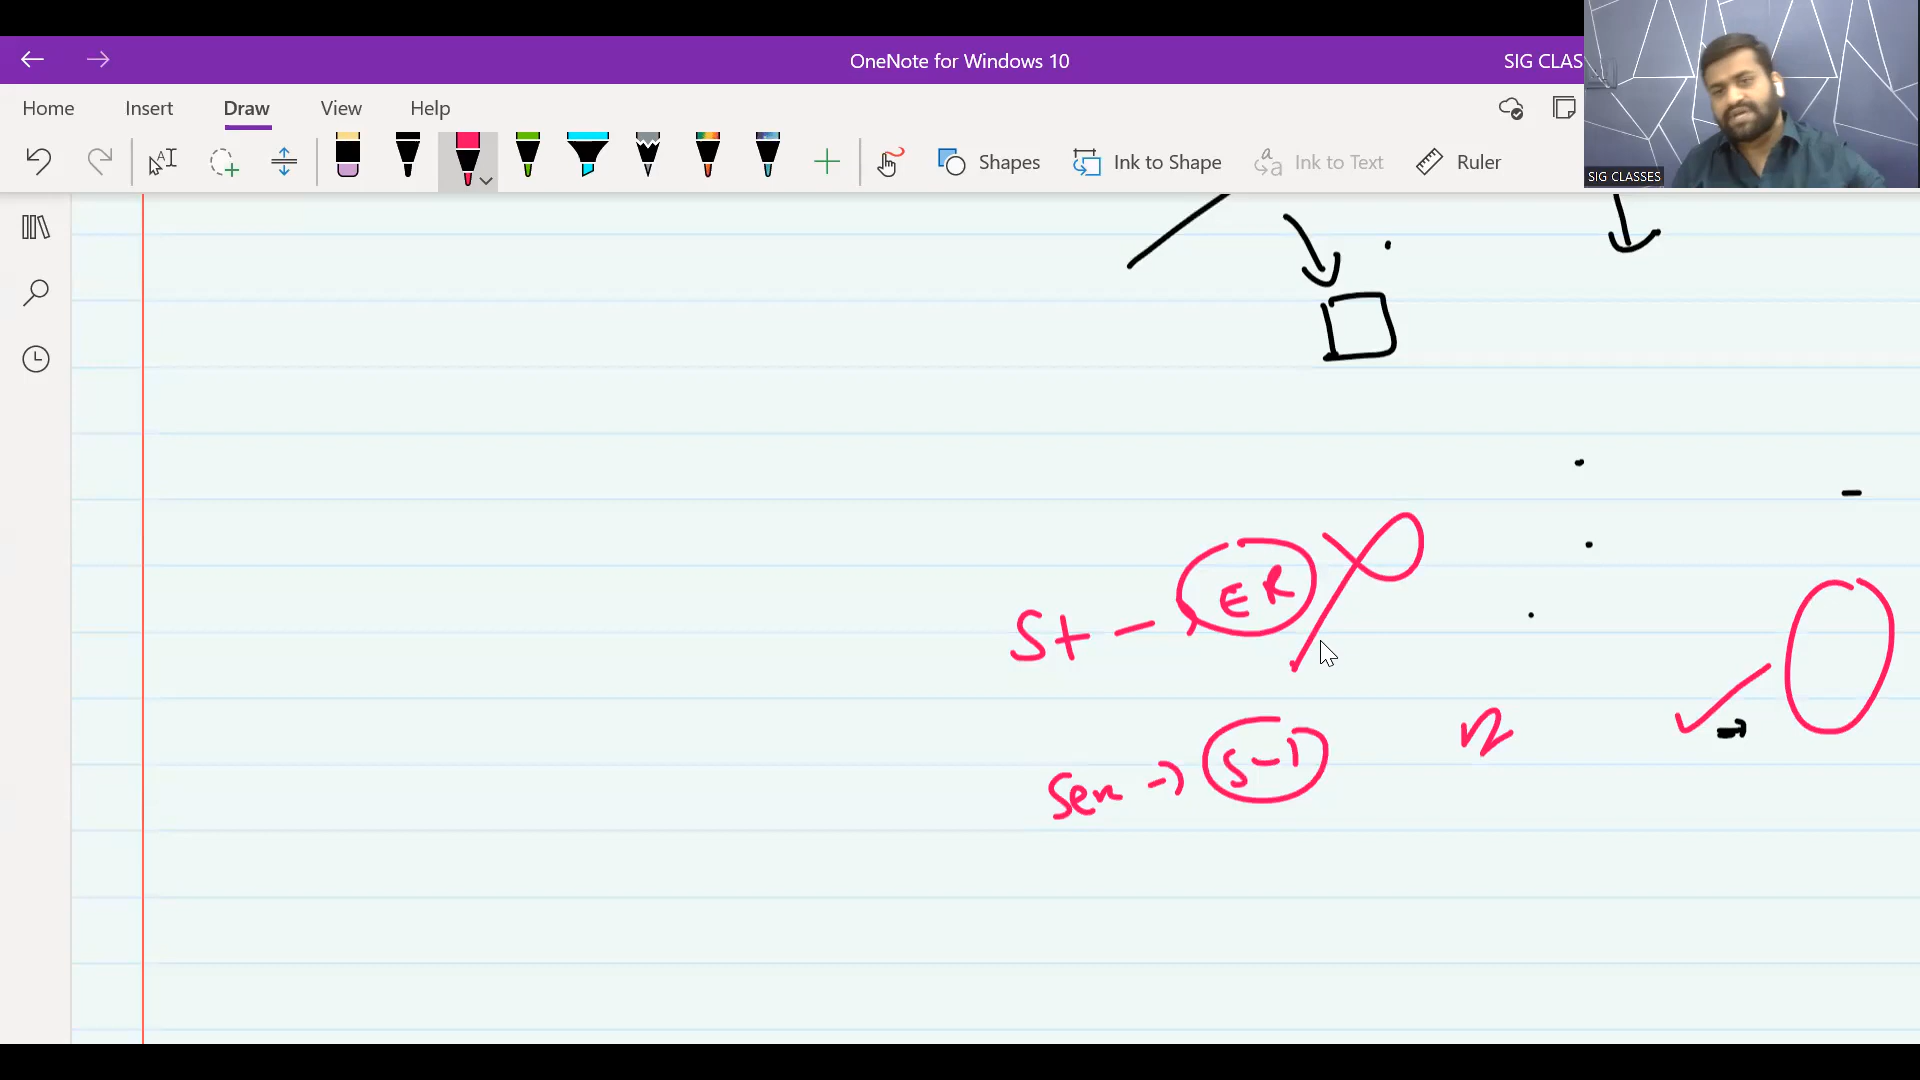 OneNote for Windows 10
SIG CLAS
Home Insert Draw View Help
Shapes Ink to Shape Ink to Text Ruler
SIG CLASSES
St -, ER
Sen -> S-1